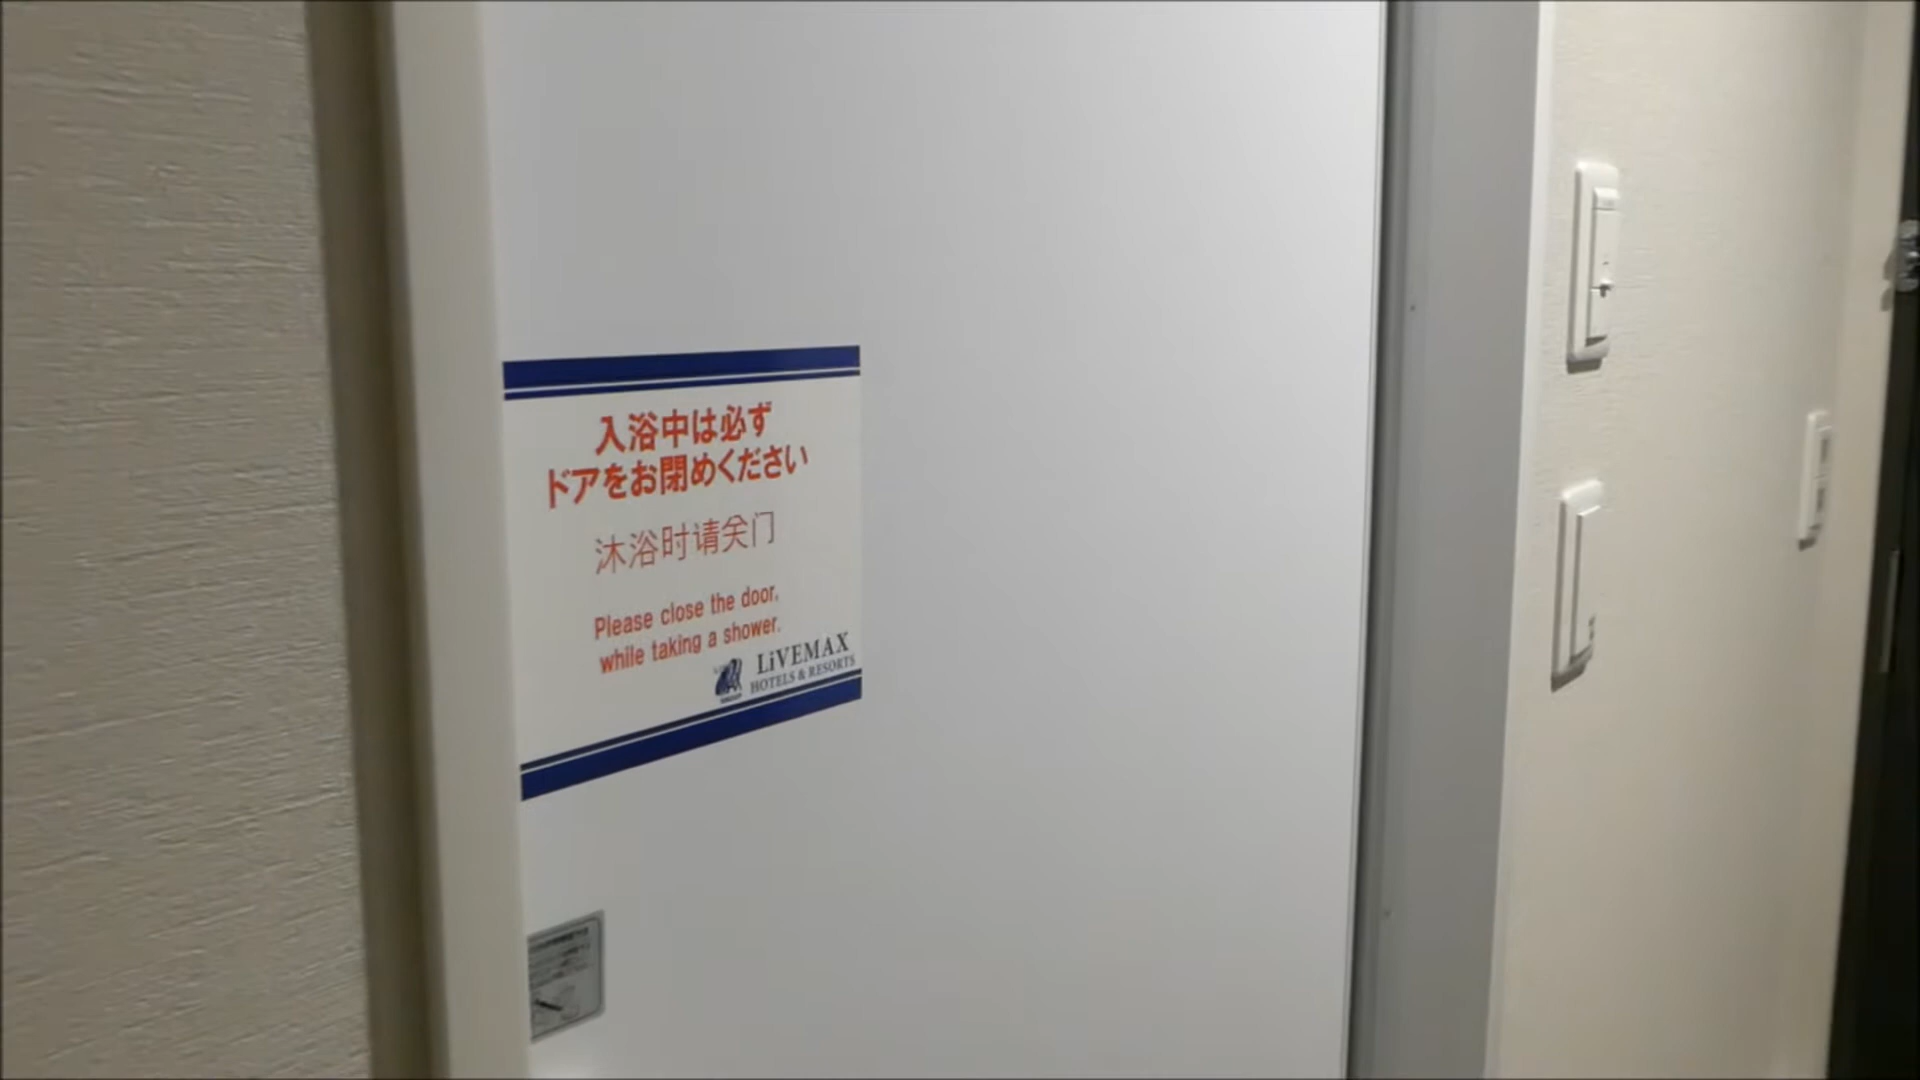 入浴中は必ず
ドアをお閉めください
沐浴时请关门
Please close the door,
while taking a shower.
LiVEMAX
HOTELS & RESORTS